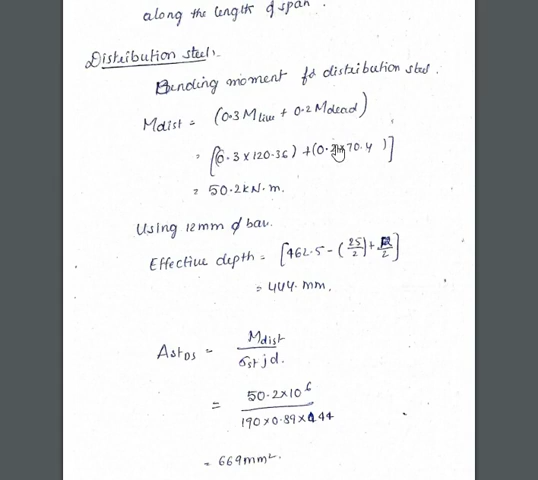 along the length of span.
Distribution steel:-
Bending moment for distribution steel.
Mdist = (0.3 Mlive + 0.2 Mdead)
= [(0.3 x 120.36) + (0.2 x 70.4)]
= 50.2 kN.m.
Using 12mm ϕ bar.
Effective depth = [462.5 - (25/2) + 12/2]
= 444. mm.
AstDS = Mdist / σst jd.
= 50.2 x 10^6 / 190 x 0.89 x 444
= 669 mm².